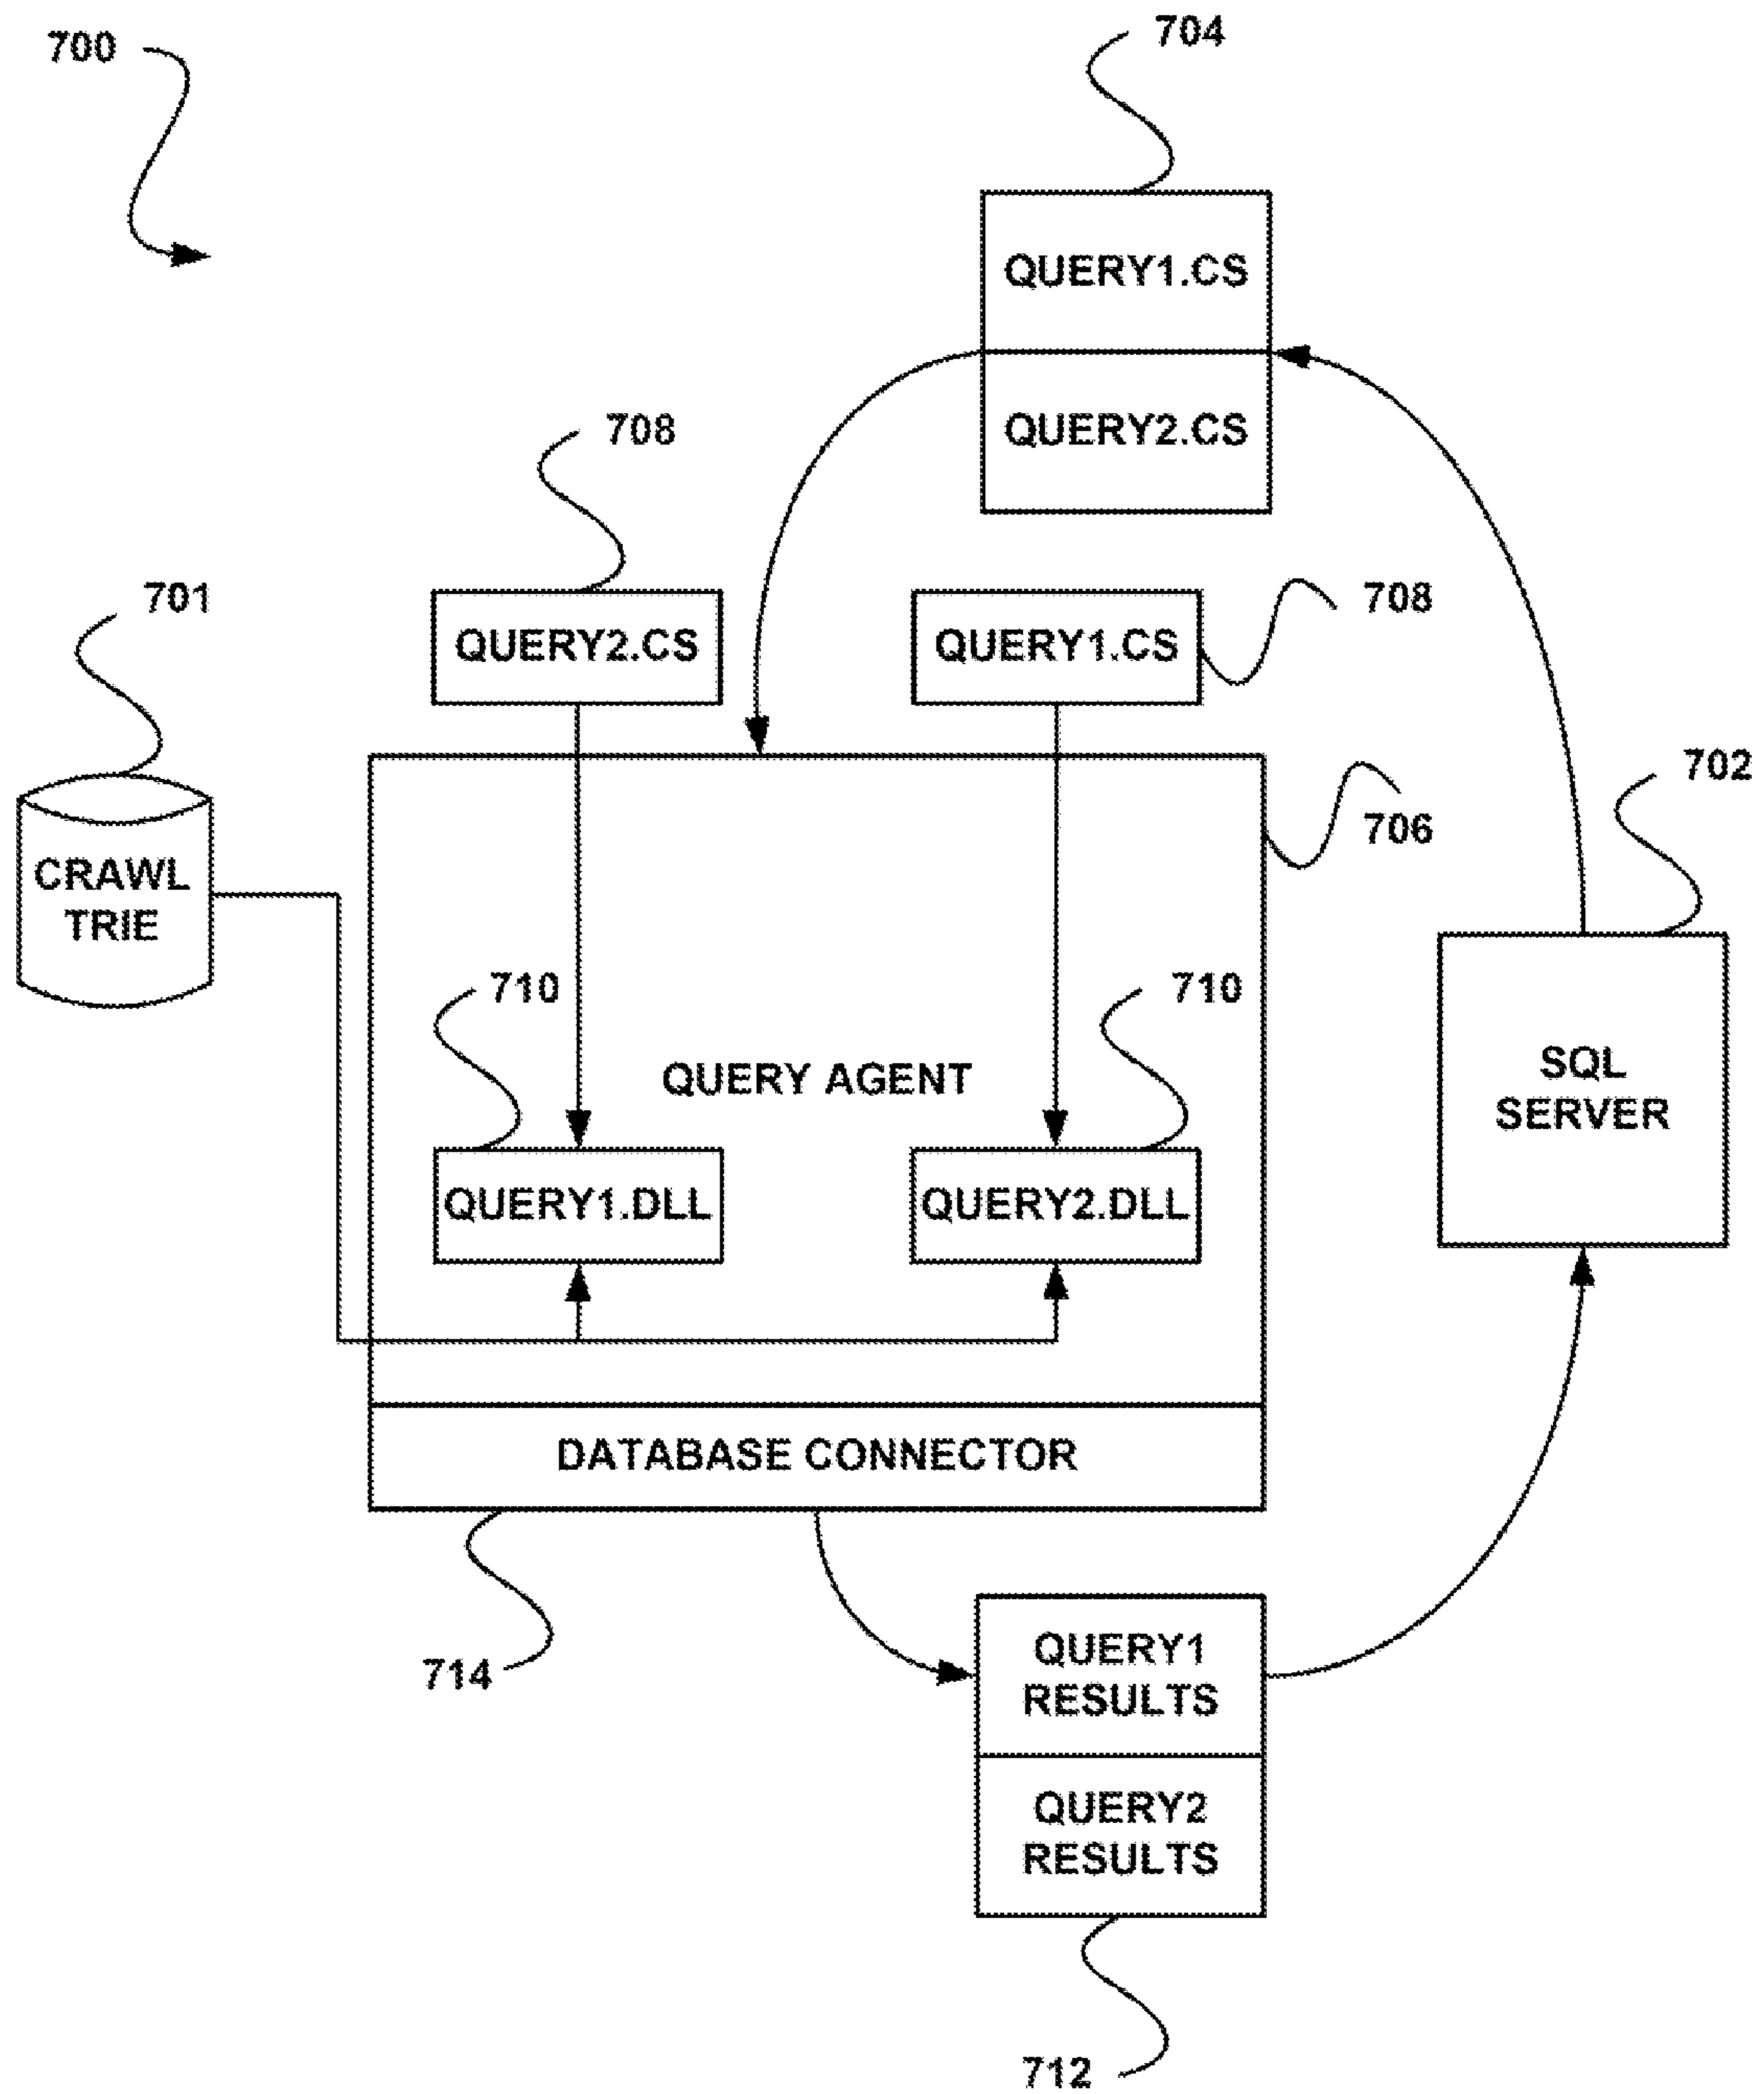 704
700
QUERY1.CS
QUERY2.CS
708
701
708
QUERY2.CS
QUERY1.CS
702
706
CRAWL
TRIE
710
710
QUERY AGENT
SQL
SERVER
QUERY1.DLL
QUERY2.DLL
DATABASE CONNECTOR
714
QUERY1
RESULTS
QUERY2
RESULTS
712